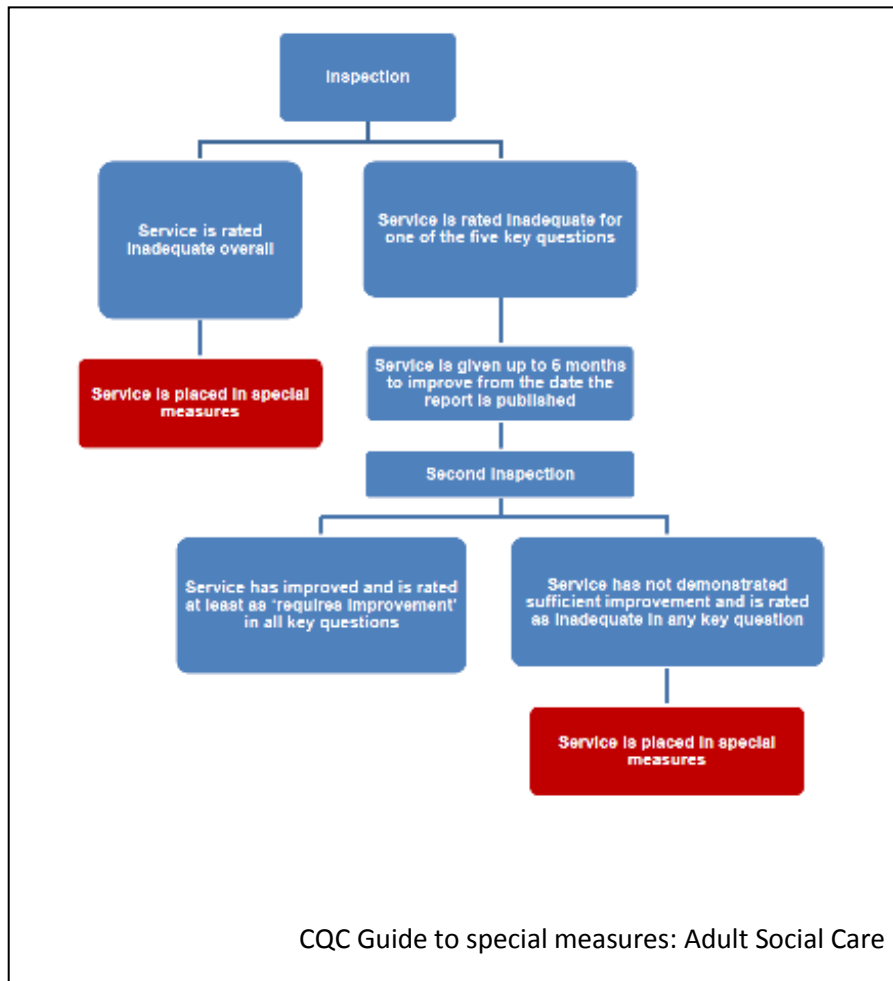 Inspection
Service is rated
inadequate overall
Service is rated inadequate for
one of the five key questions
Service is placed in special
measures
Service is given up to 6 months
to improve from the date the
report is published
Second inspection
Service has improved and is rated
at least as 'requires improvement'
in all key questions
Service has not demonstrated
sufficient improvement and is rated
as inadequate in any key question
Service is placed in special
measures
CQC Guide to special measures: Adult Social Care